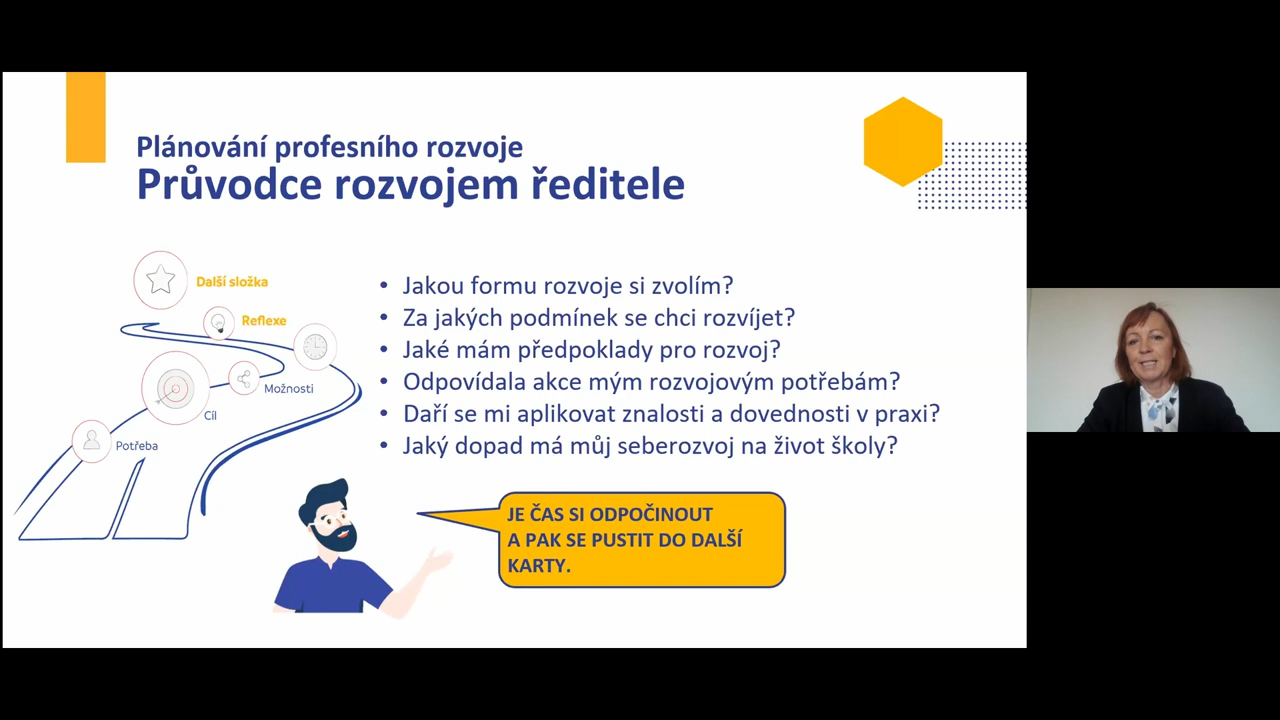 Plánování profesního rozvoje
Průvodce rozvojem ředitele
Další složka
Reflexe
Možnosti
Cíl
Potřeba
• Jakou formu rozvoje si zvolím?
• Za jakých podmínek se chci rozvíjet?
• Jaké mám předpoklady pro rozvoj?
• Odpovídala akce mým rozvojovým potřebám?
• Daří se mi aplikovat znalosti a dovednosti v praxi?
• Jaký dopad má můj seberozvoj na život školy?
JE ČAS SI ODPOČINOUT
A PAK SE PUSTIT DO DALŠÍ
KARTY.